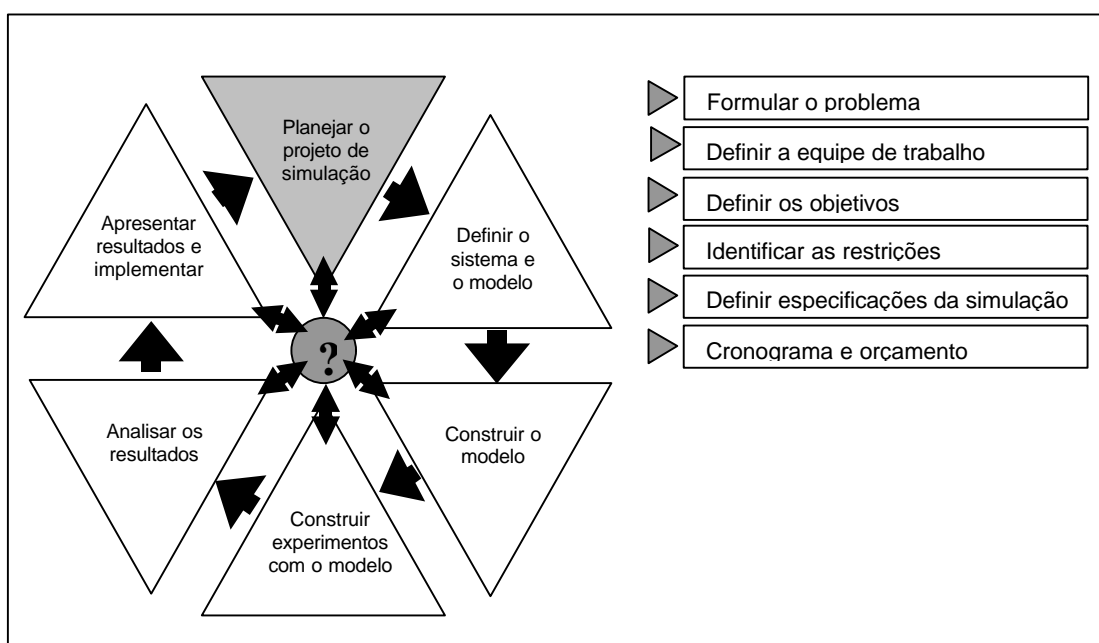 Planejar o
projeto de
simulação
Apresentar
resultados e
implementar
Definir o
sistema e
o modelo
?
Analisar os
resultados
Construir o
modelo
Construir
experimentos
com o modelo
Formular o problema
Definir a equipe de trabalho
Definir os objetivos
Identificar as restrições
Definir especificações da simulação
Cronograma e orçamento